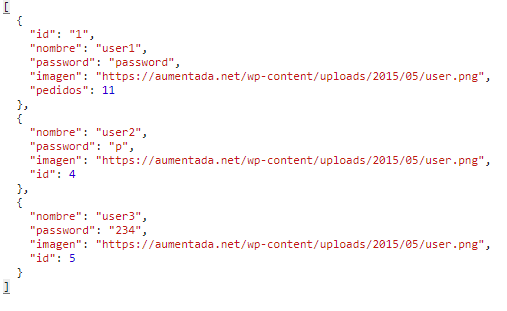 [
  {
    "id": "1",
    "nombre": "user1",
    "password": "password",
    "imagen": "https://aumentada.net/wp-content/uploads/2015/05/user.png",
    "pedidos": 11
  },
  {
    "nombre": "user2",
    "password": "p",
    "imagen": "https://aumentada.net/wp-content/uploads/2015/05/user.png",
    "id": 4
  },
  {
    "nombre": "user3",
    "password": "234",
    "imagen": "https://aumentada.net/wp-content/uploads/2015/05/user.png",
    "id": 5
  }
]